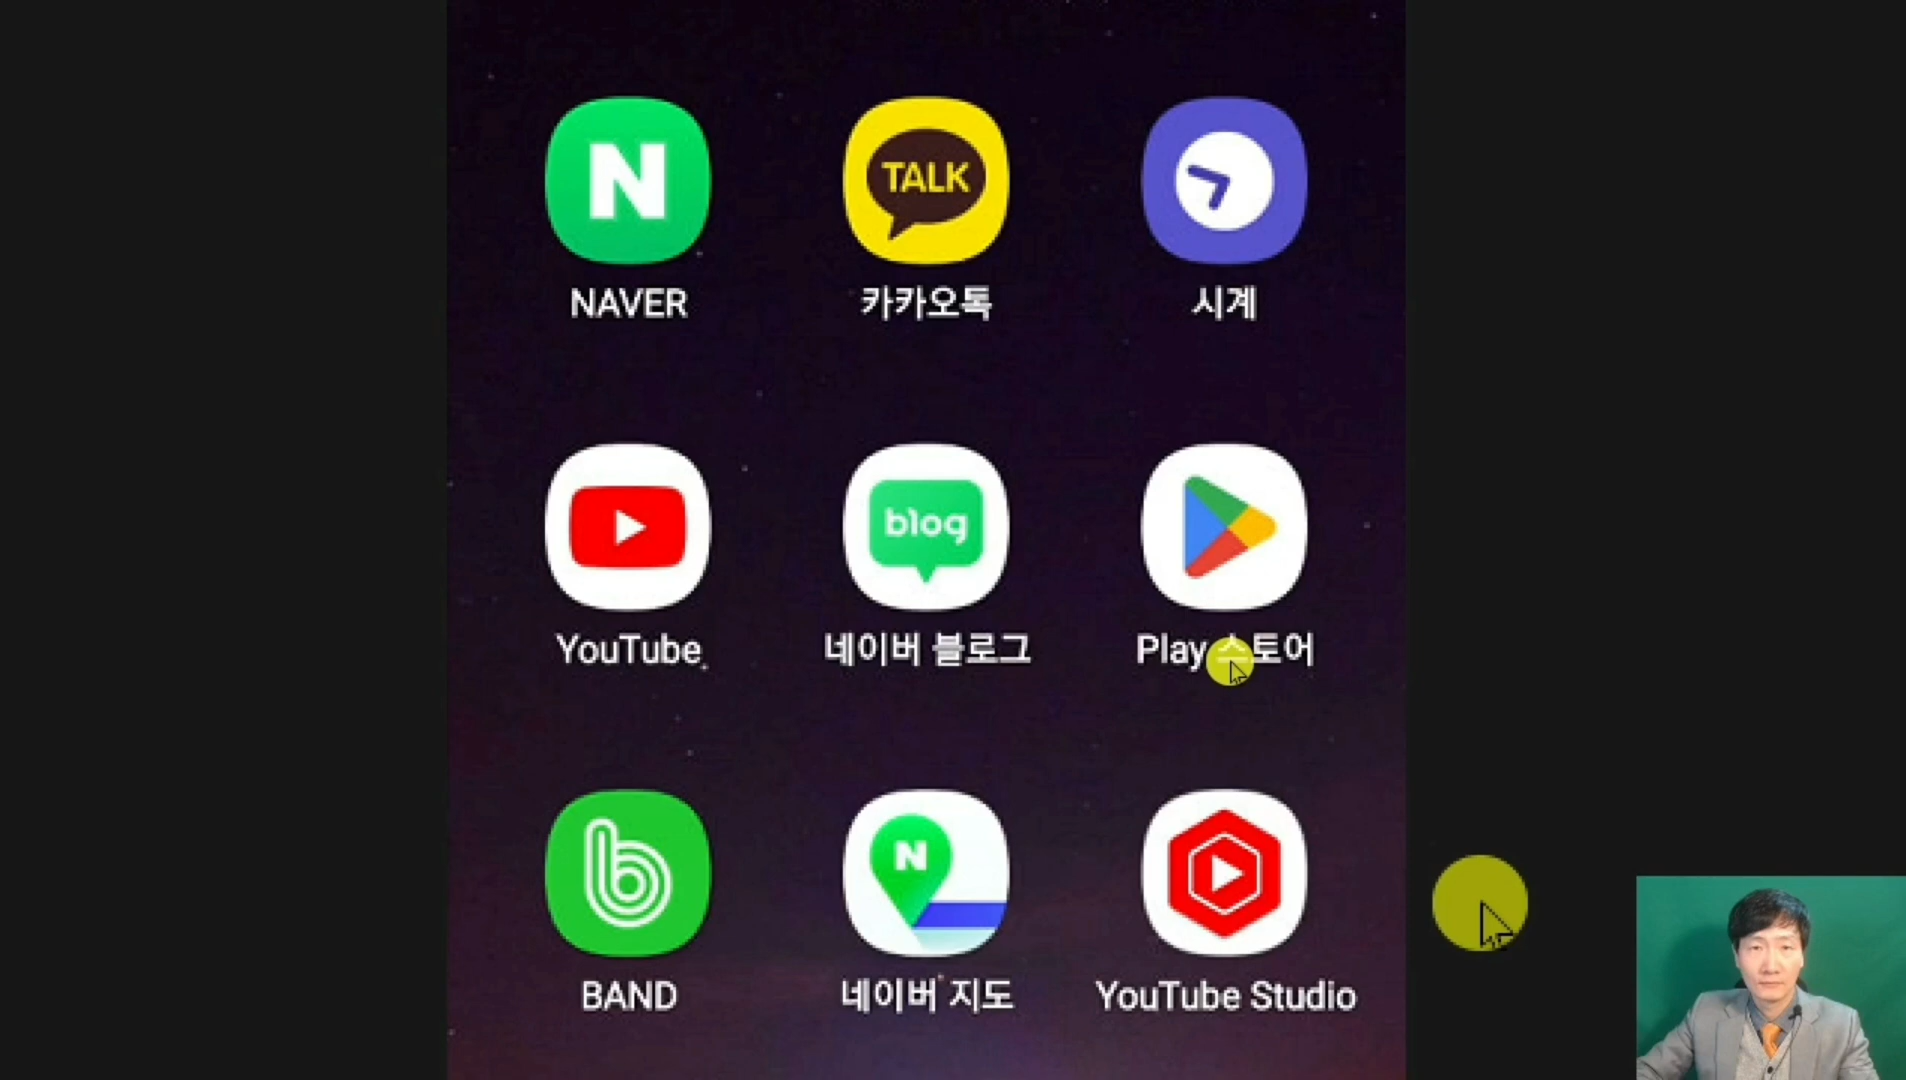 N
TALK
NAVER
카카오톡
시계
blog
YouTube
네이버 블로그
Play 스토어
N
BAND
네이버 지도
YouTube Studio